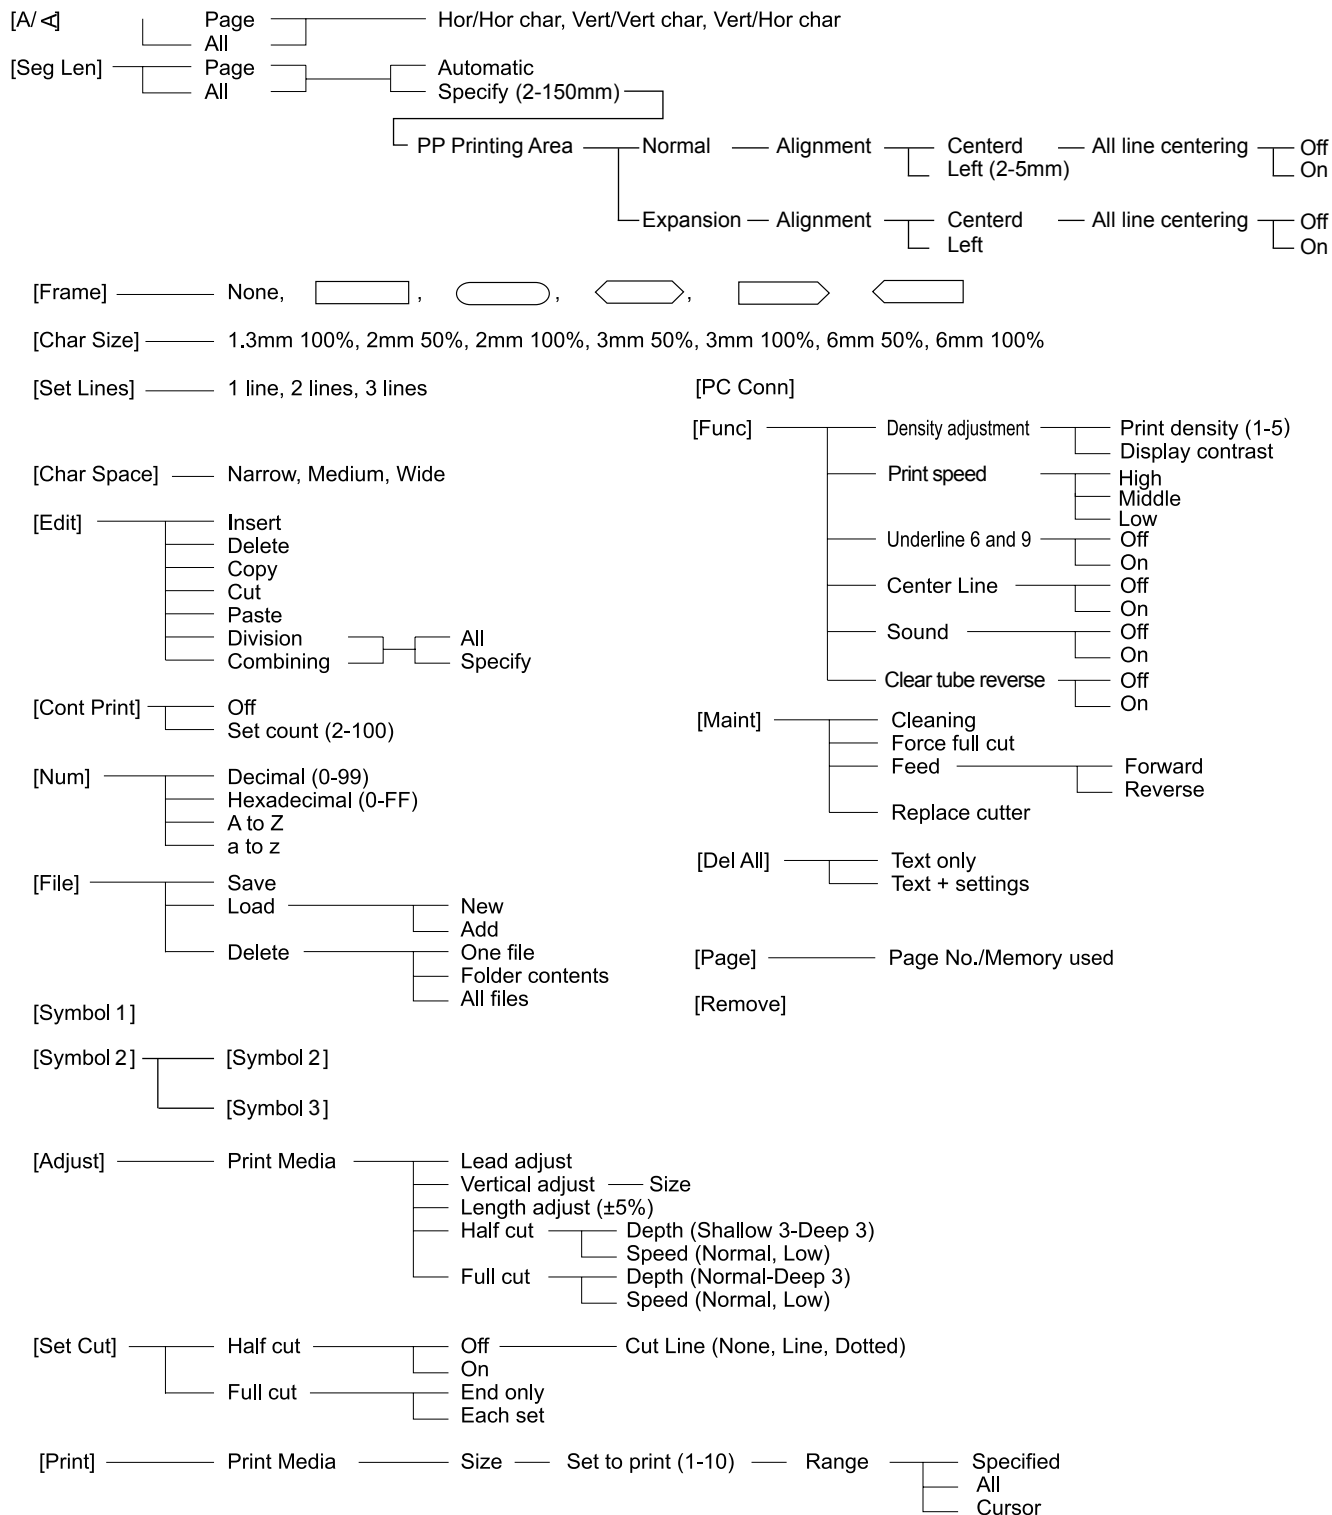 [A/A] Page Hor/Hor char, Vert/Vert char, Vert/Hor char
All
[Seg Len] Page Automatic
All Specify (2-150mm)
PP Printing Area Normal Alignment Centerd All line centering Off
Left (2-5mm) On
Expansion Alignment Centerd All line centering Off
Left On
[Frame] None, , , ,
[Char Size] 1.3mm 100%, 2mm 50%, 2mm 100%, 3mm 50%, 3mm 100%, 6mm 50%, 6mm 100%
[Set Lines] 1 line, 2 lines, 3 lines
[Char Space] Narrow, Medium, Wide
[Edit] Insert
Delete
Copy
Cut
Paste
Division All
Combining Specify
[Cont Print] Off
Set count (2-100)
[Num] Decimal (0-99)
Hexadecimal (0-FF)
A to Z
a to z
[File] Save
Load New
Add
Delete One file
Folder contents
All files
[Symbol 1]
[Symbol 2] [Symbol 2]
[Symbol 3]
[PC Conn]
[Func] Density adjustment Print density (1-5)
Display contrast
Print speed High
Middle
Low
Underline 6 and 9 Off
On
Center Line Off
On
Sound Off
On
Clear tube reverse Off
On
[Maint] Cleaning
Force full cut
Feed Forward
Reverse
Replace cutter
[Del All] Text only
Text + settings
[Page] Page No./Memory used
[Remove]
[Adjust] Print Media Lead adjust
Vertical adjust Size
Length adjust (±5%)
Half cut Depth (Shallow 3-Deep 3)
Speed (Normal, Low)
Full cut Depth (Normal-Deep 3)
Speed (Normal, Low)
[Set Cut] Half cut Off Cut Line (None, Line, Dotted)
On
Full cut End only
Each set
[Print] Print Media Size Set to print (1-10) Range Specified
All
Cursor